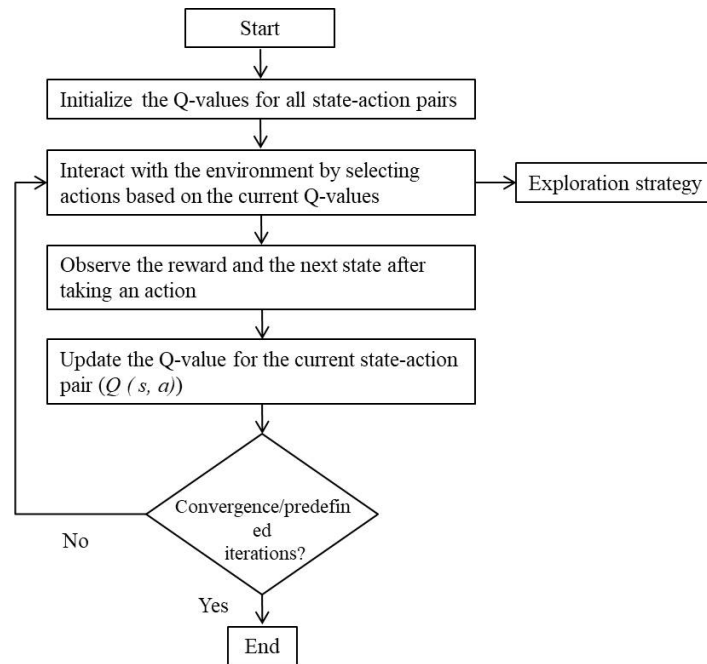 Start
Initialize the Q-values for all state-action pairs
Interact with the environment by selecting
actions based on the current Q-values
Exploration strategy
Observe the reward and the next state after
taking an action
Update the Q-value for the current state-action
pair (Q ( s, a))
Convergence/predefin
ed
iterations?
No
Yes
End